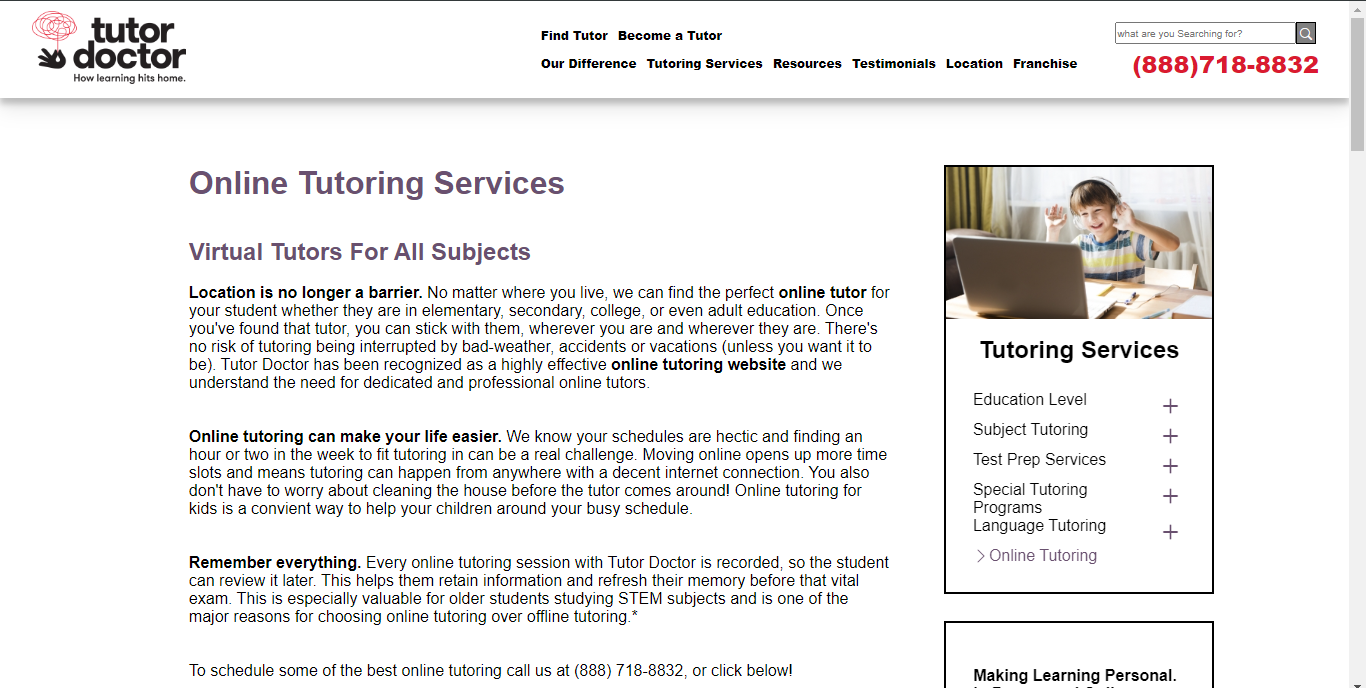 tutor
doctor
How learning hits home.
Find Tutor Become a Tutor
Our Difference Tutoring Services Resources Testimonials Location Franchise
what are you Searching for?
(888)718-8832
Online Tutoring Services
Virtual Tutors For All Subjects
Location is no longer a barrier. No matter where you live, we can find the perfect online tutor for
your student whether they are in elementary, secondary, college, or even adult education. Once
you've found that tutor, you can stick with them, wherever you are and wherever they are. There's
no risk of tutoring being interrupted by bad-weather, accidents or vacations (unless you want it to
be). Tutor Doctor has been recognized as a highly effective online tutoring website and we
understand the need for dedicated and professional online tutors.
Online tutoring can make your life easier. We know your schedules are hectic and finding an
hour or two in the week to fit tutoring in can be a real challenge. Moving online opens up more time
slots and means tutoring can happen from anywhere with a decent internet connection. You also
don't have to worry about cleaning the house before the tutor comes around! Online tutoring for
kids is a convient way to help your children around your busy schedule.
Remember everything. Every online tutoring session with Tutor Doctor is recorded, so the student
can review it later. This helps them retain information and refresh their memory before that vital
exam. This is especially valuable for older students studying STEM subjects and is one of the
major reasons for choosing online tutoring over offline tutoring.*
To schedule some of the best online tutoring call us at (888) 718-8832, or click below!
Tutoring Services
Education Level
Subject Tutoring
Test Prep Services
Special Tutoring
Programs
Language Tutoring
Online Tutoring
Making Learning Personal.